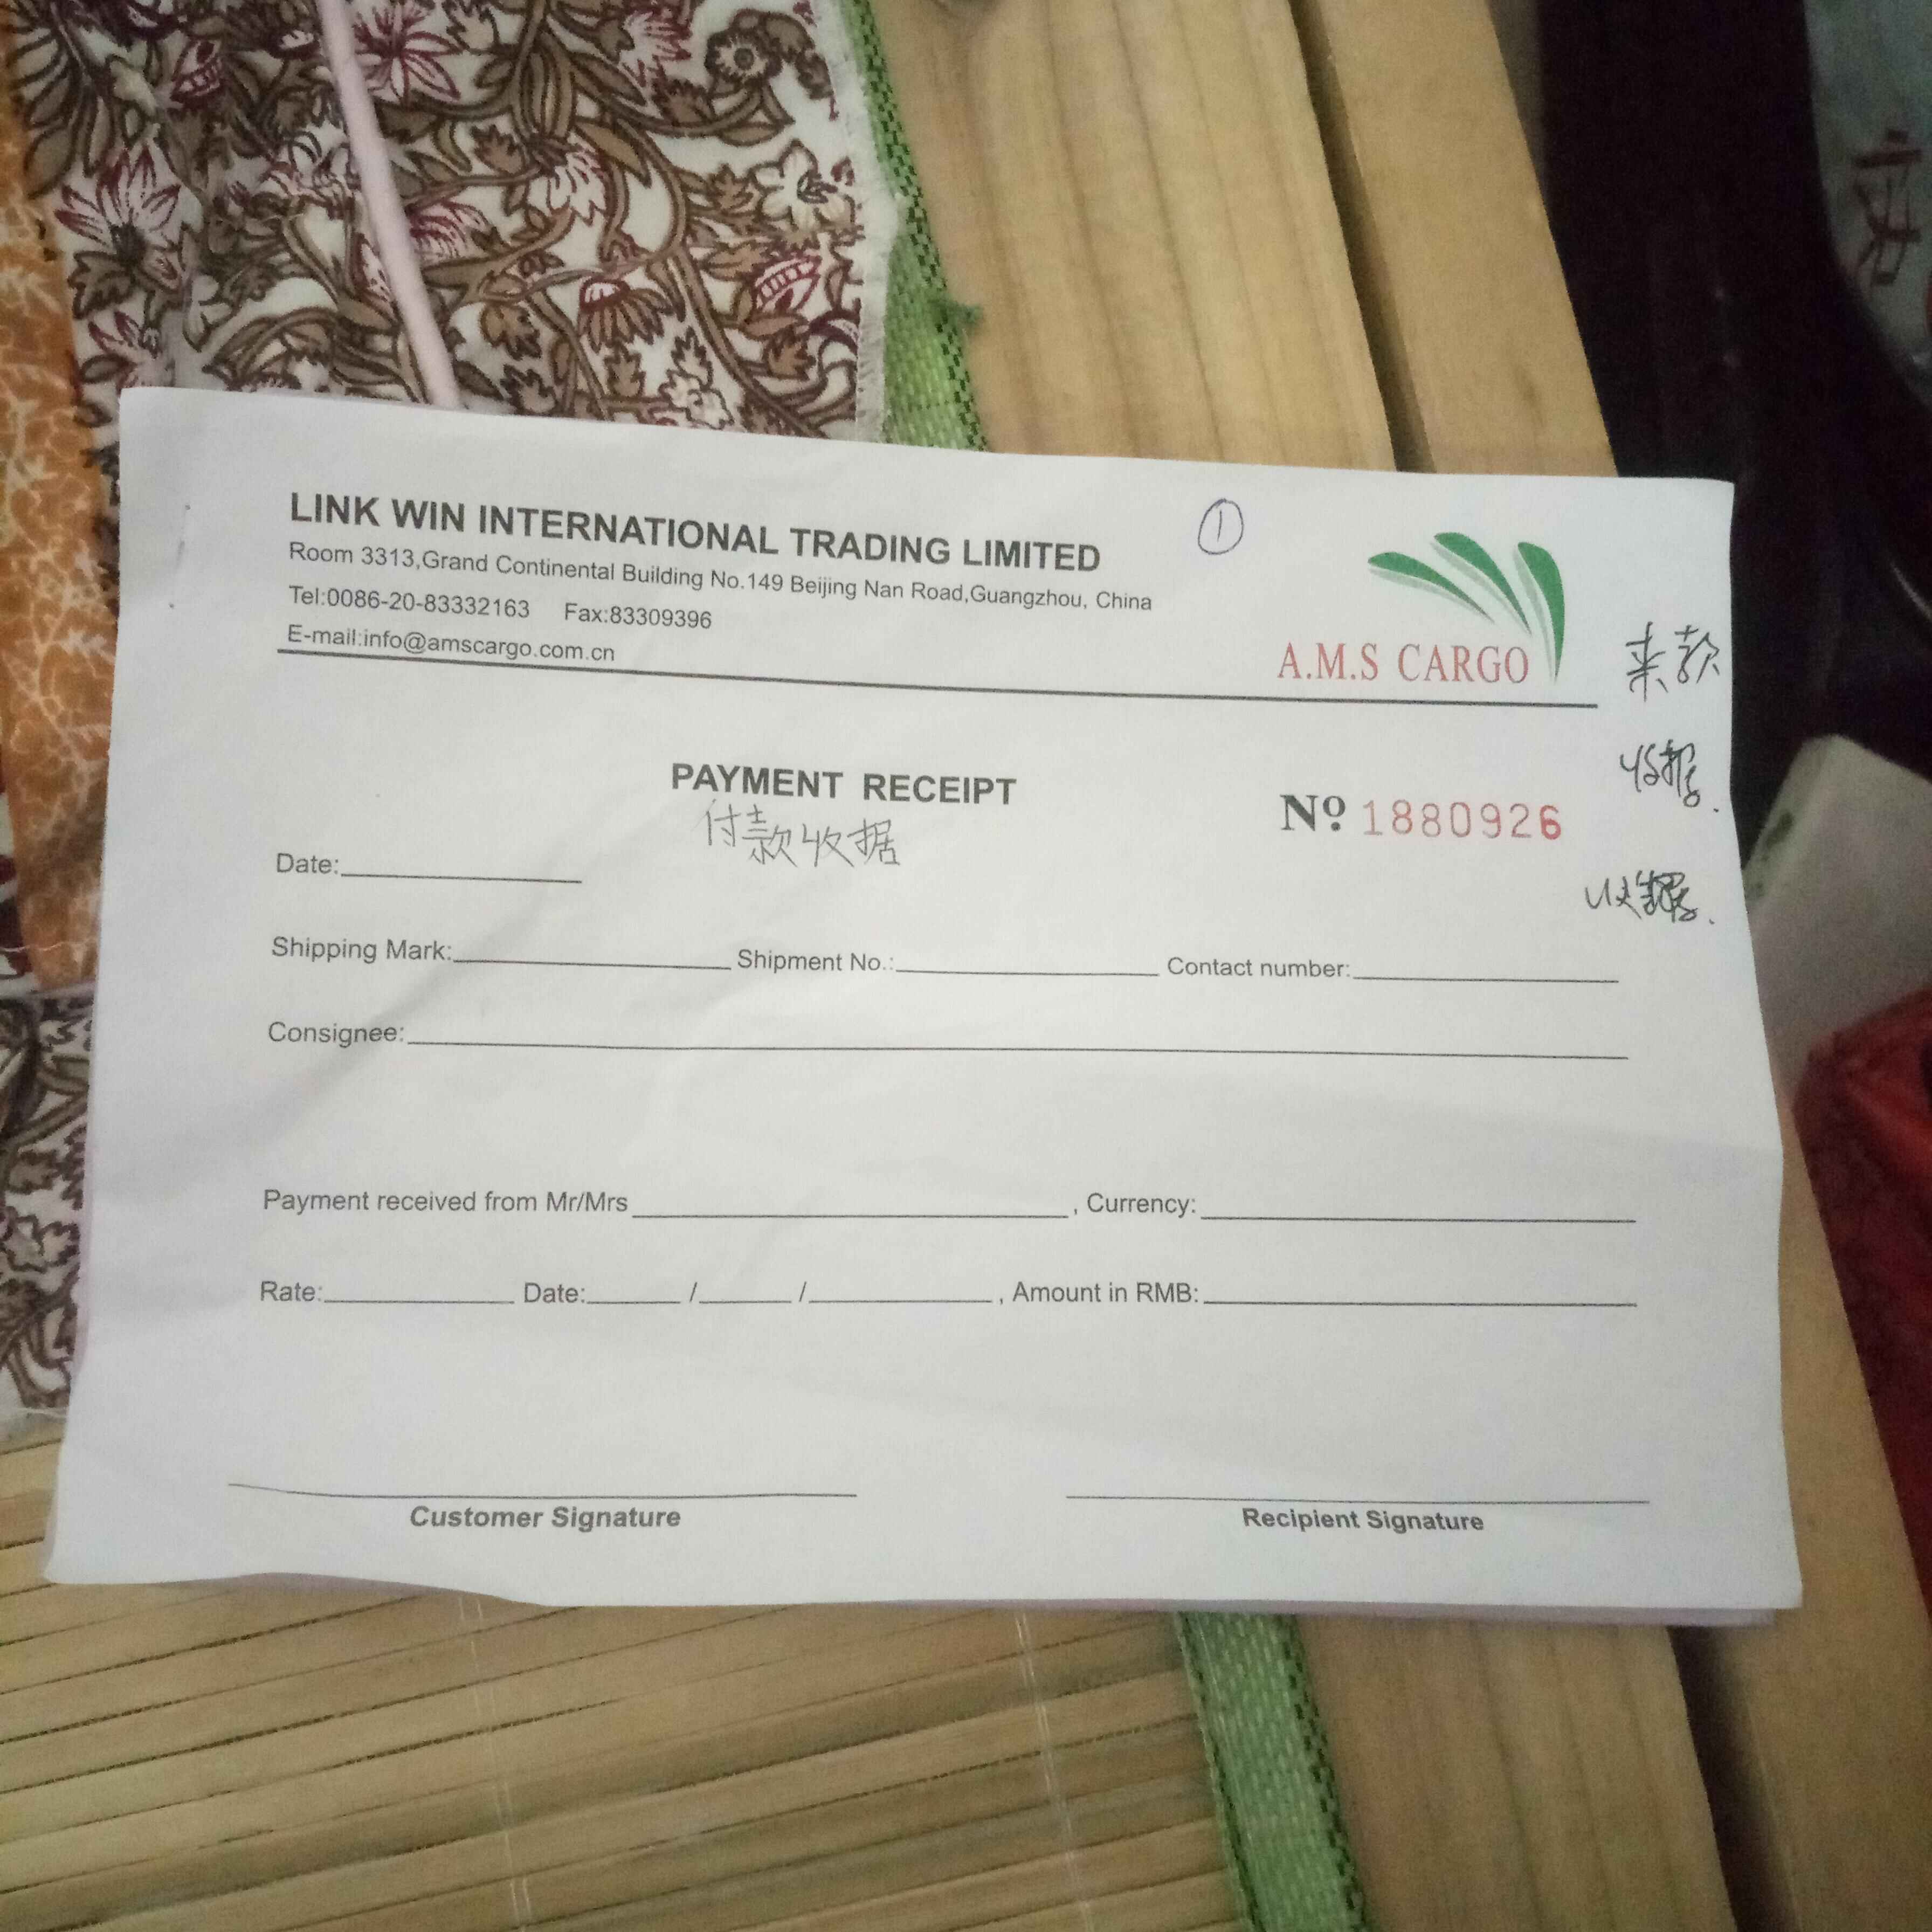 LINK WIN INTERNATIONAL TRADING LIMITED
①
Room 3313,Grand Continental Building No.149 Beijing Nan Road,Guangzhou, China
Tel:0086-20-83332163 Fax:83309396
E-mail:info@amscargo.com.cn
A.M.S CARGO
来款
收据.
PAYMENT RECEIPT
付款收据
Nº 1880926
收据.
Date:
Shipping Mark: Shipment No.: Contact number:
Consignee:
Payment received from Mr/Mrs , Currency:
Rate: Date: / / , Amount in RMB:
Customer Signature Recipient Signature